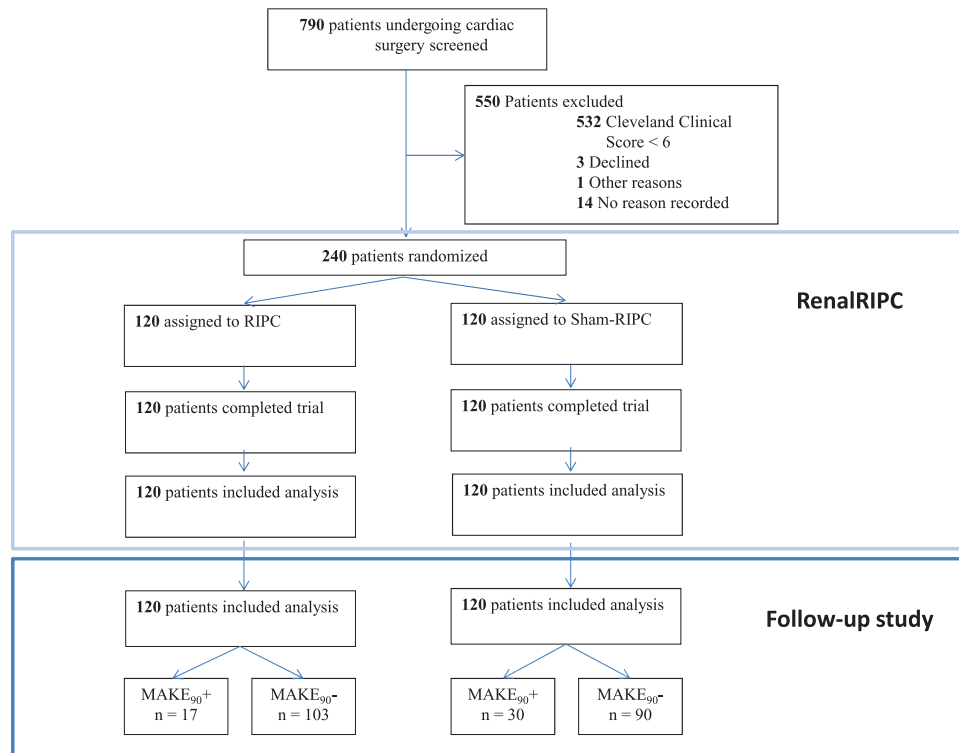 790 patients undergoing cardiac
surgery screened
550 Patients excluded
532 Cleveland Clinical
Score < 6
3 Declined
1 Other reasons
14 No reason recorded
240 patients randomized
RenalRIPC
120 assigned to RIPC
120 assigned to Sham-RIPC
120 patients completed trial
120 patients completed trial
120 patients included analysis
120 patients included analysis
120 patients included analysis
120 patients included analysis
Follow-up study
MAKE90+
n = 17
MAKE90-
n = 103
MAKE90+
n = 30
MAKE90-
n = 90